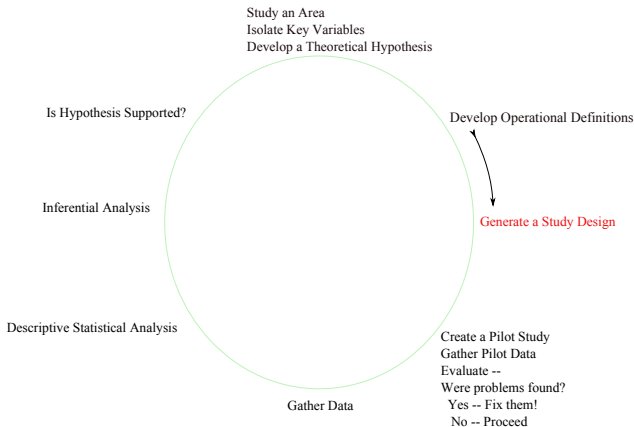 Study an Area
Isolate Key Variables
Develop a Theoretical Hypothesis
Is Hypothesis Supported?
Develop Operational Definitions
Inferential Analysis
Generate a Study Design
Descriptive Statistical Analysis
Create a Pilot Study
Gather Pilot Data
Evaluate --
Were problems found?
Yes -- Fix them!
No -- Proceed
Gather Data